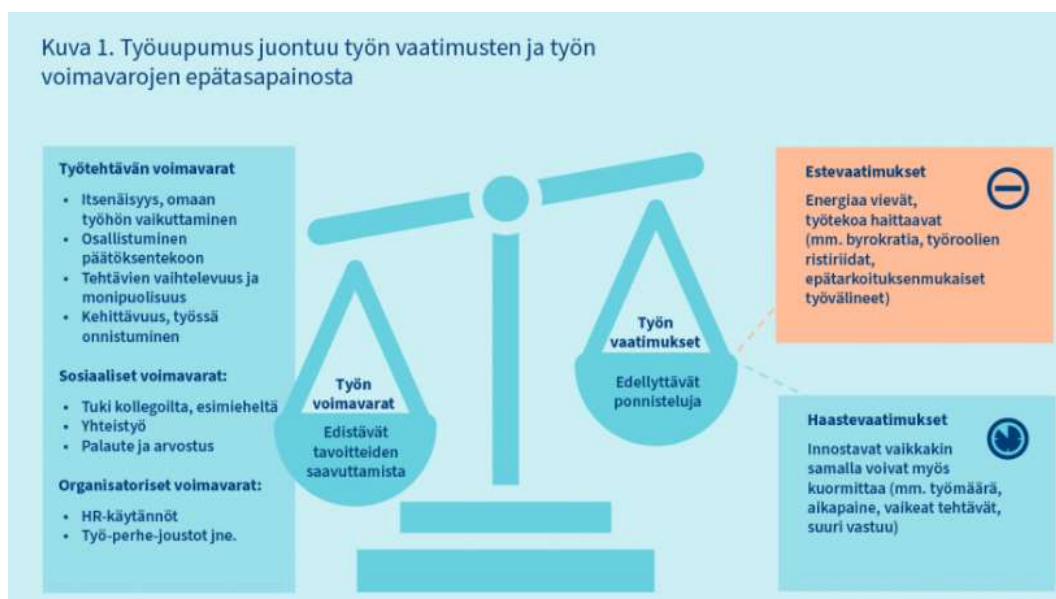 Kuva 1. Työuupumus juontuu työn vaatimusten ja työn
voimavarojen epätasapainosta
Työtehtävän voimavarat
• Itsenäisyys, omaan
työhön vaikuttaminen
• Osallistuminen
päätöksentekoon
• Tehtävien vaihtelevuus ja
monipuolisuus
• Kehittävuus, työssä
onnistuminen
Sosiaaliset voimavarat:
• Tuki kollegoilta, esimieheltä
• Yhteistyö
• Palaute ja arvostus
Organisatoriset voimavarat:
• HR-käytännöt
• Työ-perhe-joustot jne.
Työn
voimavarat
Edistävät
tavoitteiden
saavuttamista
Työn
vaatimukset
Edellyttävät
ponnisteluja
Estevaatimukset
Energiaa vievät,
työtekoa haittaavat
(mm. byrokratia, työroolien
ristiriidat,
epätarkoituksenmukaiset
työvälineet)
Haastevaatimukset
Innostavat vaikkakin
samalla voivat myös
kuormittaa (mm. työmäärä,
aikapaine, vaikeat tehtävät,
suuri vastuu)